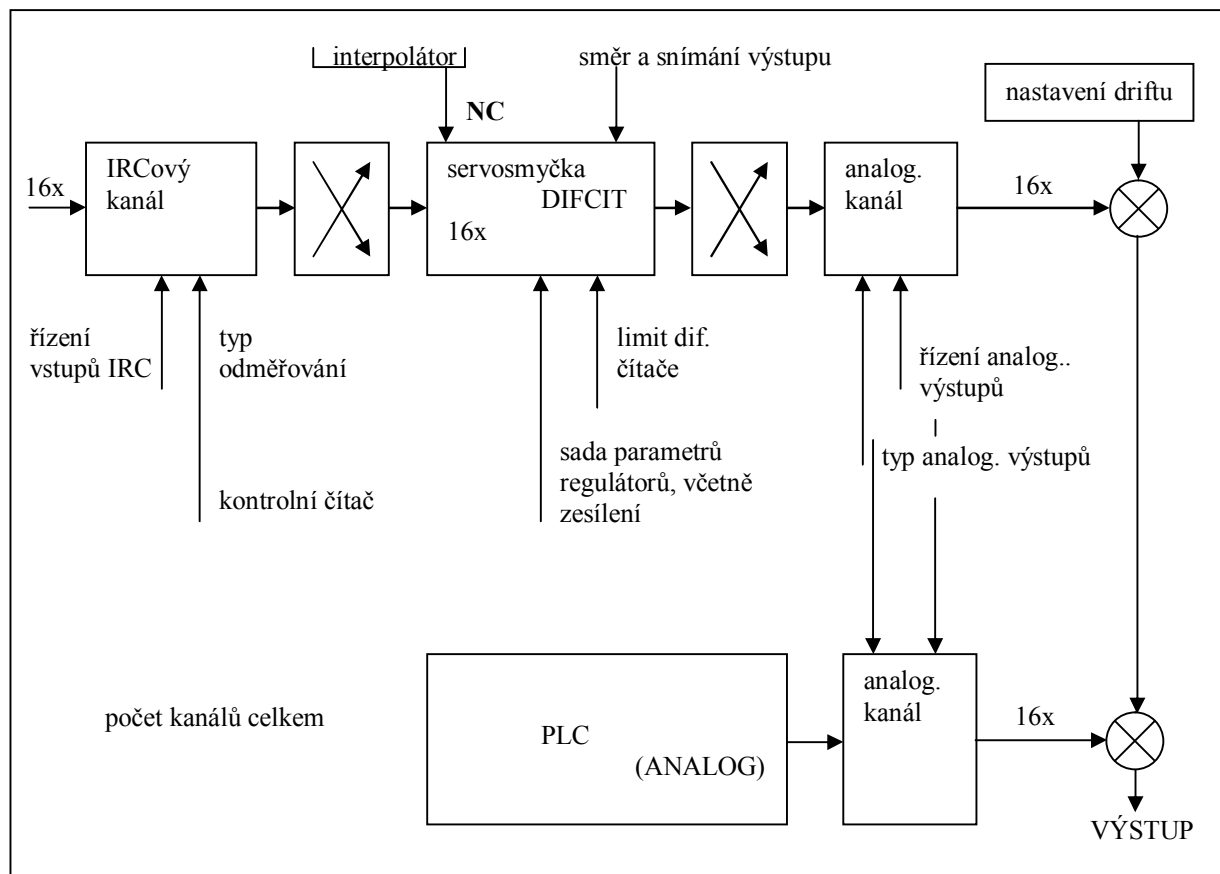 interpolátor
směr a snímání výstupu
nastavení driftu
NC
16x
IRCový
kanál
servosmyčka
DIFCIT
16x
analog.
kanál
16x
řízení
vstupů IRC
typ
odměřování
limit dif.
čítače
řízení analog..
výstupů
sada parametrů
regulátorů, včetně
zesílení
typ analog. výstupů
kontrolní čítač
počet kanálů celkem
PLC
(ANALOG)
analog.
kanál
16x
VÝSTUP